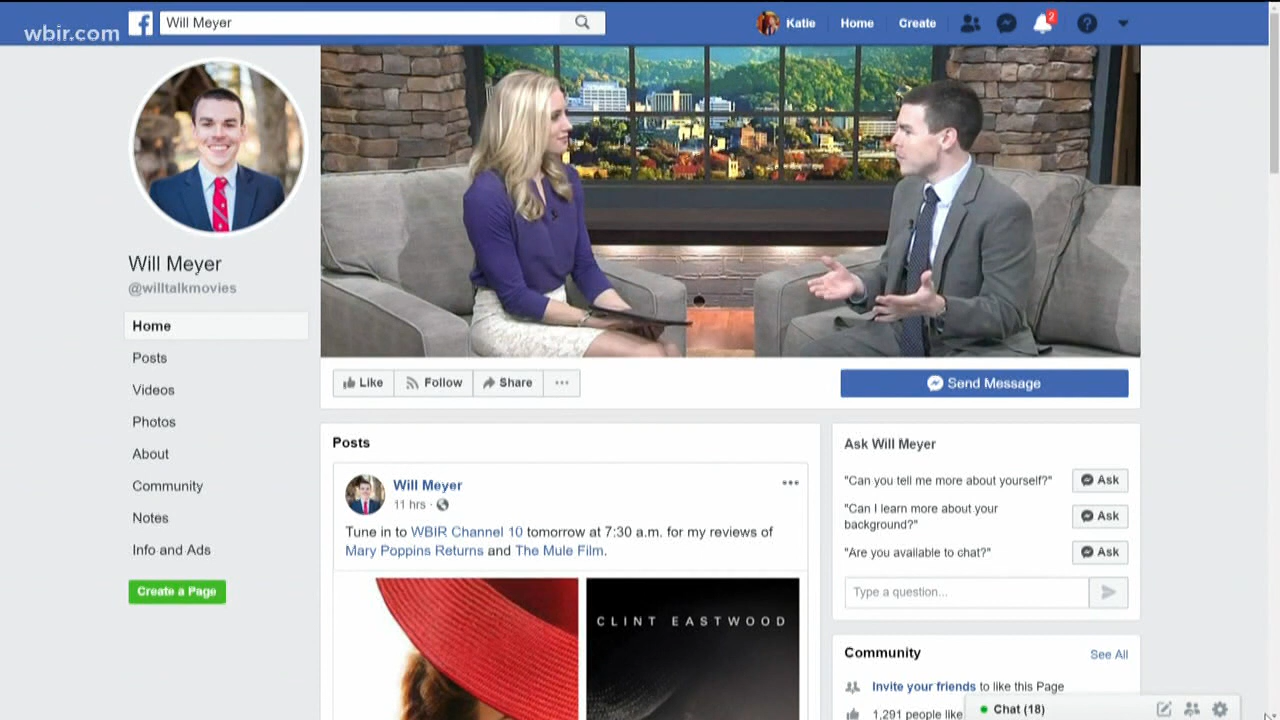 wbir.com
f
Will Meyer
Katie
Home
Create
2
?
Will Meyer
@willtalkmovies
Home
Posts
Videos
Photos
About
Community
Notes
Info and Ads
Create a Page
Like
Follow
Share
Send Message
Posts
Will Meyer
11 hrs ·
Tune in to WBIR Channel 10 tomorrow at 7:30 a.m. for my reviews of
Mary Poppins Returns and The Mule Film.
CLINT EASTWOOD
Ask Will Meyer
"Can you tell me more about yourself?"
Ask
"Can I learn more about your
background?"
Ask
"Are you available to chat?"
Ask
Type a question...
Community
See All
Invite your friends to like this Page
1,291 people like
Chat (18)